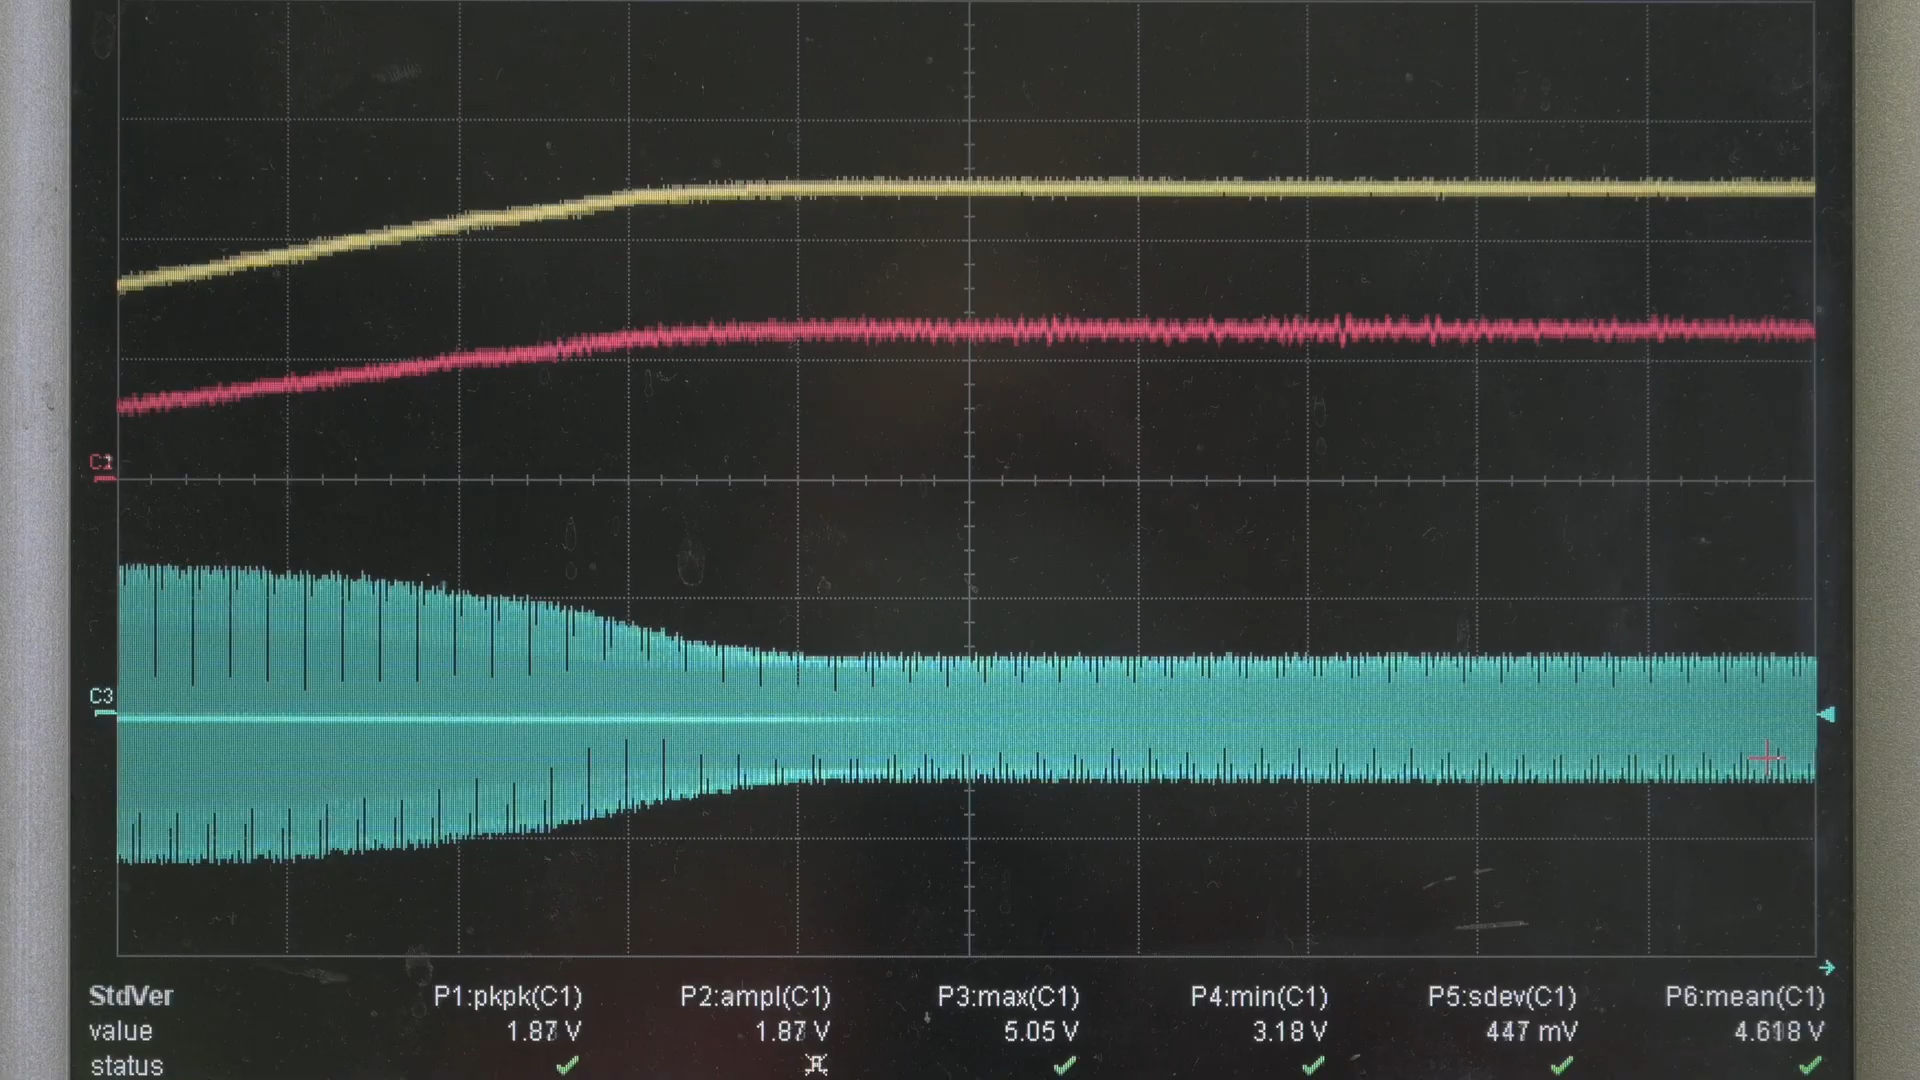 C2
C3
StdVer P1:pkpk(C1) P2:ampl(C1) P3:max(C1) P4:min(C1) P5:sdev(C1) P6:mean(C1)
value 1.87 V 1.87 V 5.05 V 3.18 V 447 mV 4.618 V
status